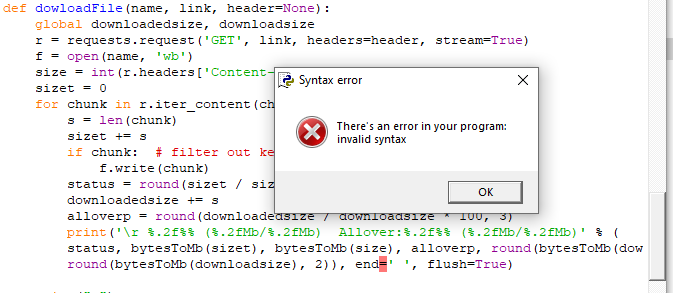 def dowloadFile(name, link, header=None):
global downloadedsize, downloadsize
r = requests.request('GET', link, headers=header, stream=True)
f = open(name, 'wb')
size = int(r.headers['Content-
sizet = 0
for chunk in r.iter_content(ch
s = len(chunk)
sizet += s
if chunk:  # filter out ke
f.write(chunk)
status = round(sizet / siz
downloadedsize += s
alloverp = round(downloadedsize / downloadsize * 100, 3)
print('\r %.2f%% (%.2fMb/%.2fMb)  Allover:%.2f%% (%.2fMb/%.2fMb)' % (
status, bytesToMb(sizet), bytesToMb(size), alloverp, round(bytesToMb(dow
round(bytesToMb(downloadsize), 2)), end=' ', flush=True)
Syntax error
There's an error in your program:
invalid syntax
OK